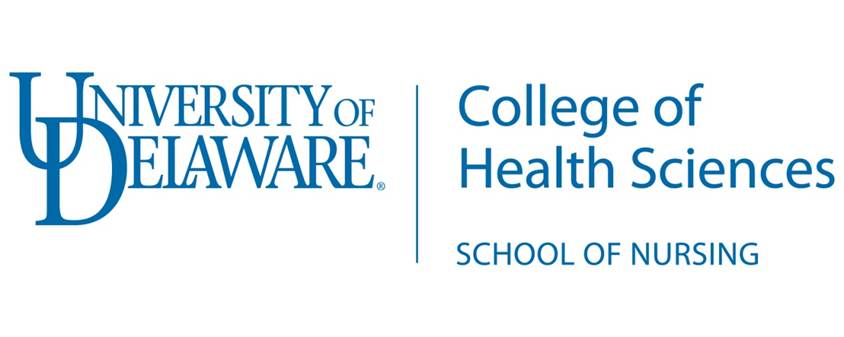 UNIVERSITY OF
DELAWARE®
College of
Health Sciences
SCHOOL OF NURSING